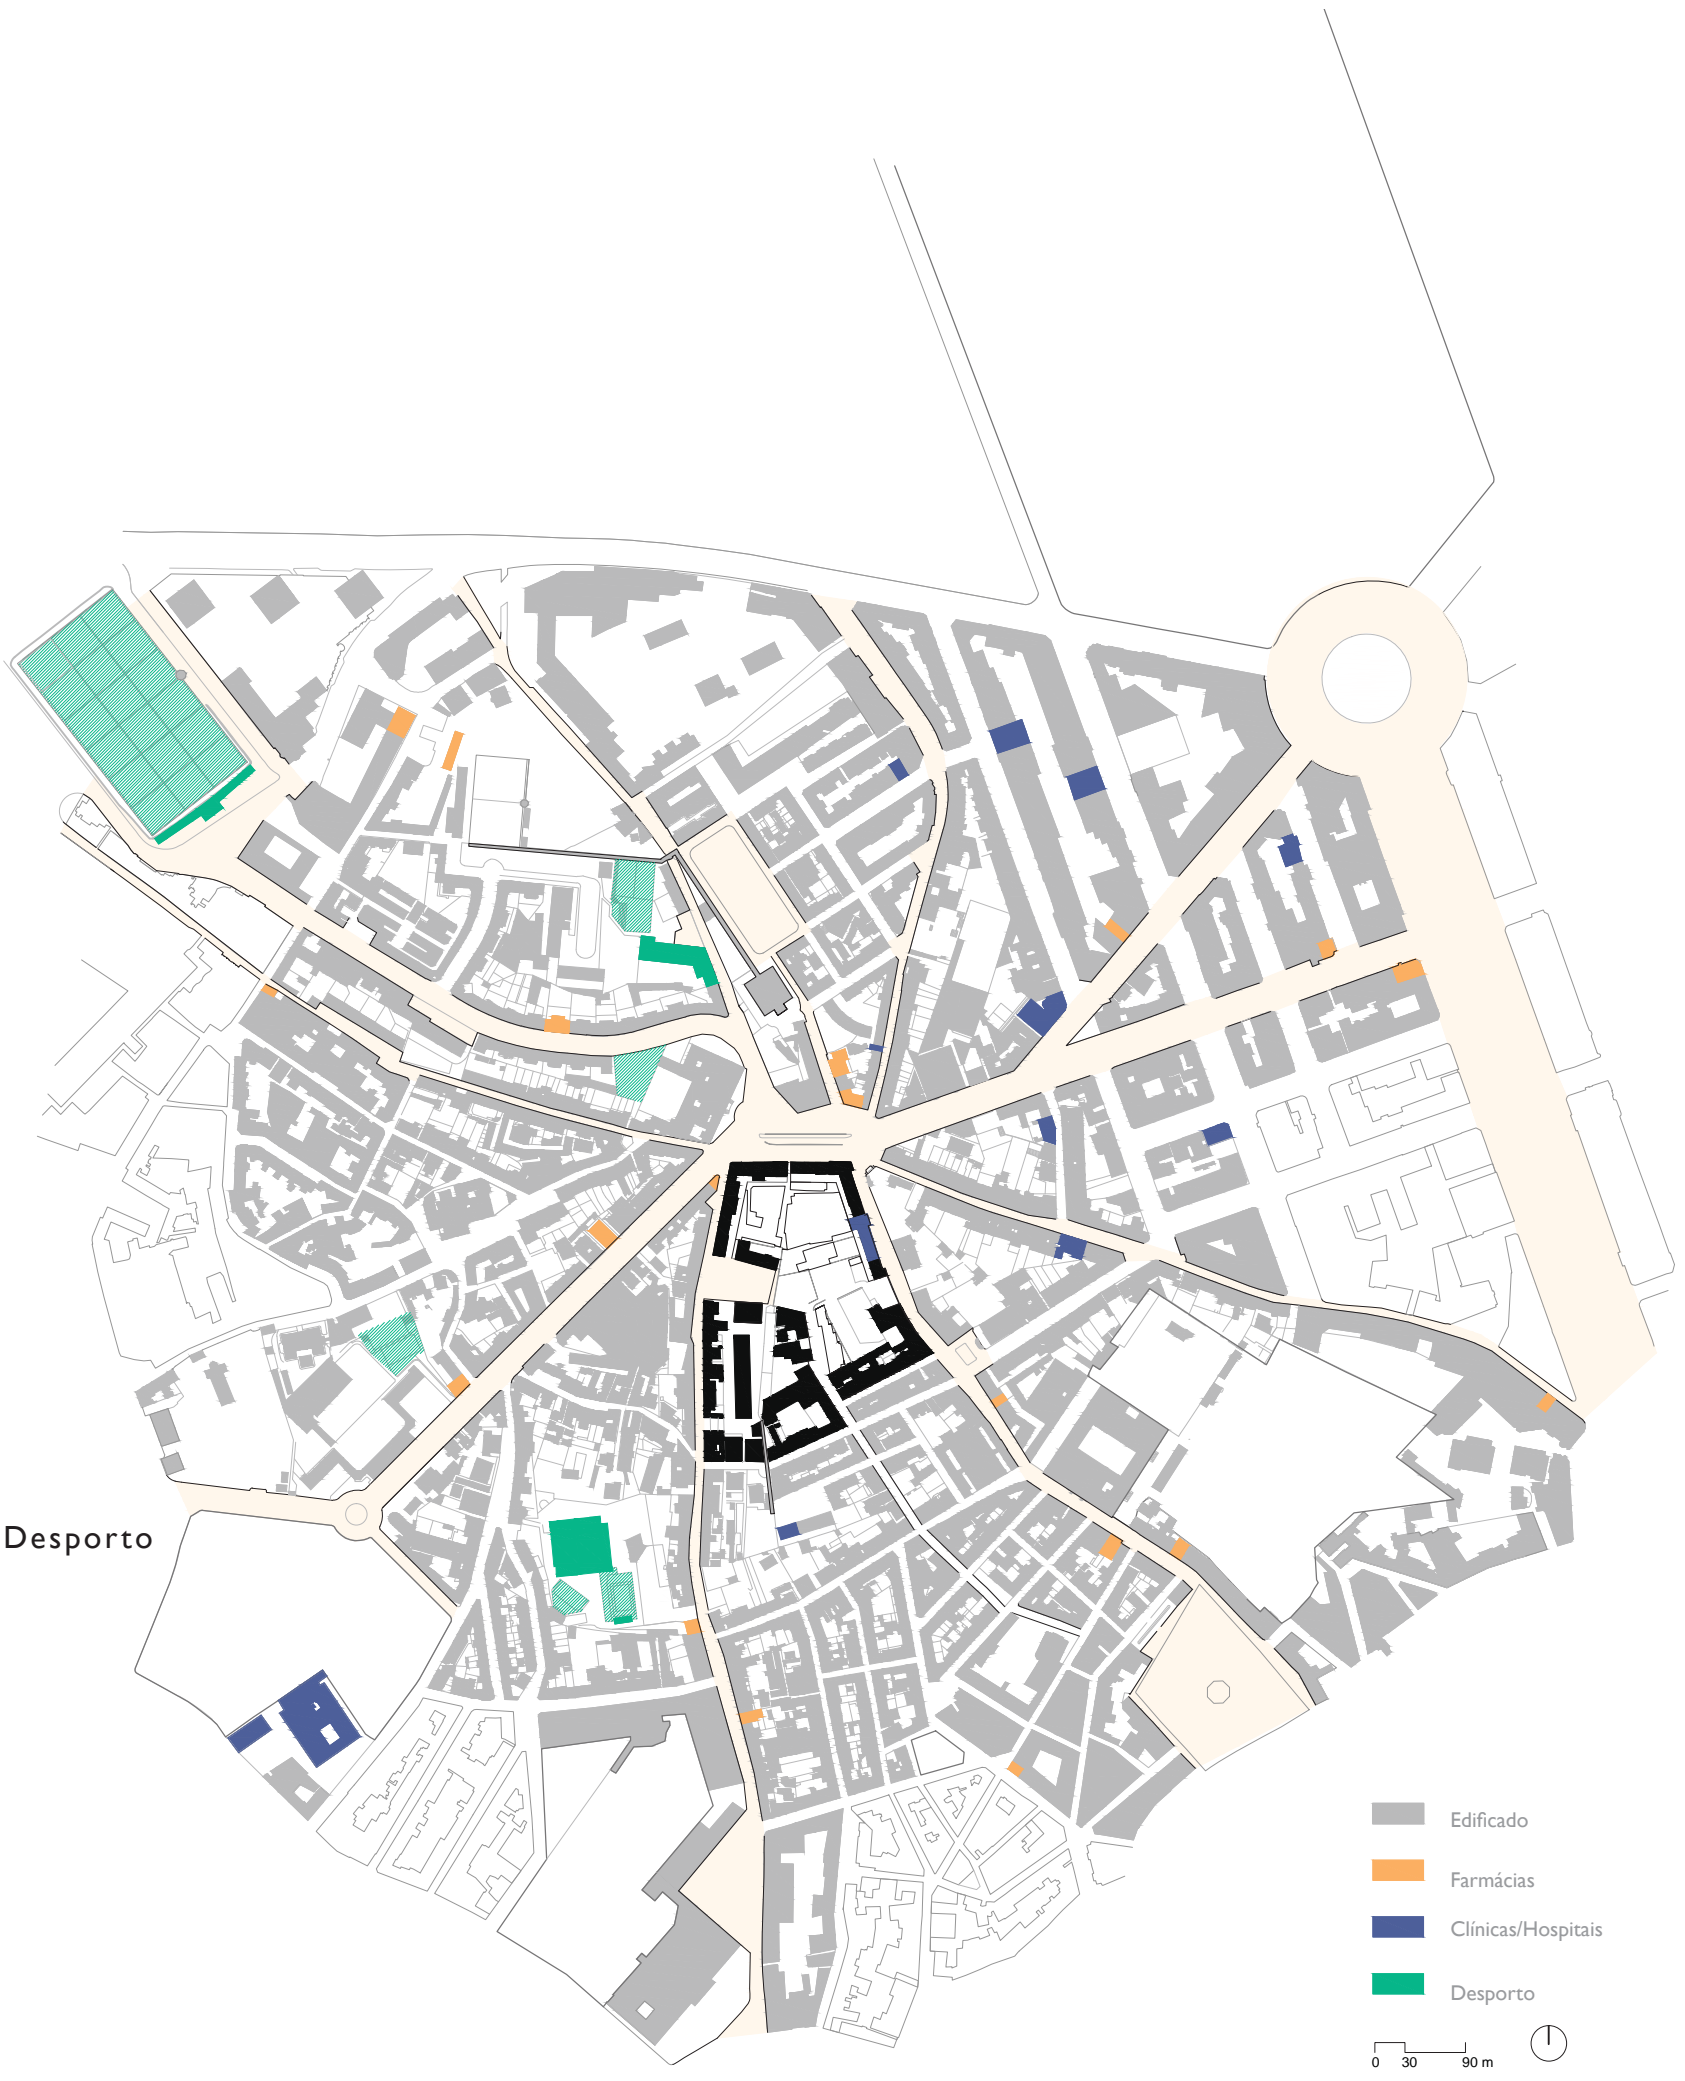 Desporto
Edificado
Farmácias
Clínicas/Hospitais
Desporto
0 30 90 m